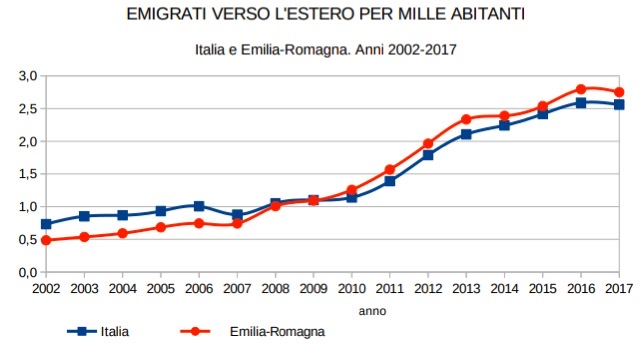 EMIGRATI VERSO L'ESTERO PER MILLE ABITANTI
Italia e Emilia-Romagna. Anni 2002-2017
3,0
2,5
2,0
1,5
1,0
0,5
0,0
2002 2003 2004 2005 2006 2007 2008 2009 2010 2011 2012 2013 2014 2015 2016 2017
anno
Italia Emilia-Romagna